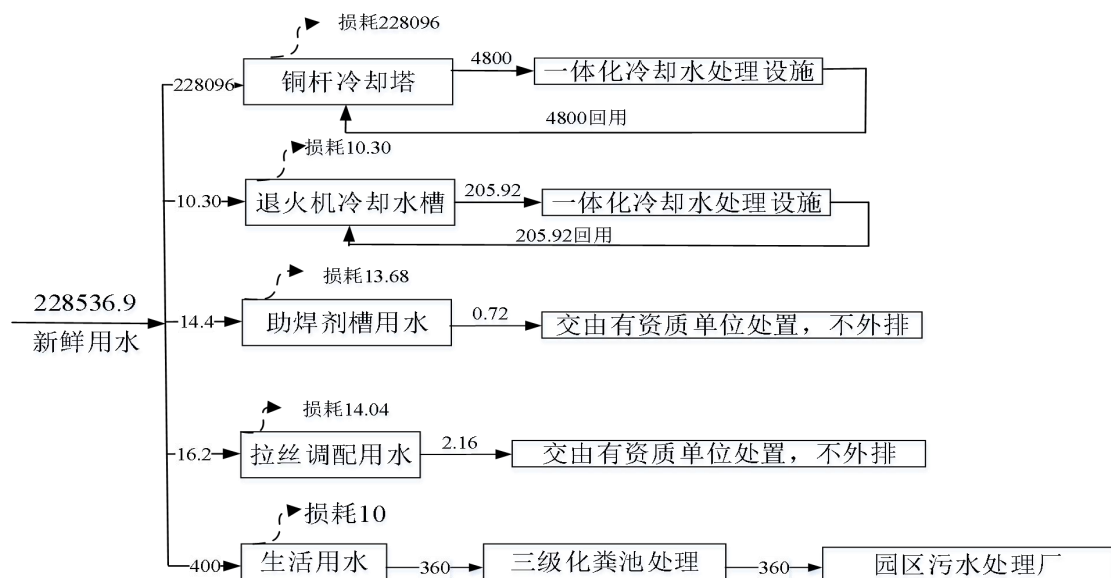 损耗228096
228096
铜杆冷却塔
4800
一体化冷却水处理设施
4800回用
损耗10.30
10.30
退火机冷却水槽
205.92
一体化冷却水处理设施
205.92回用
228536.9
新鲜用水
损耗13.68
14.4
助焊剂槽用水
0.72
交由有资质单位处置，不外排
损耗14.04
16.2
拉丝调配用水
2.16
交由有资质单位处置，不外排
损耗10
400
生活用水
360
三级化粪池处理
360
园区污水处理厂